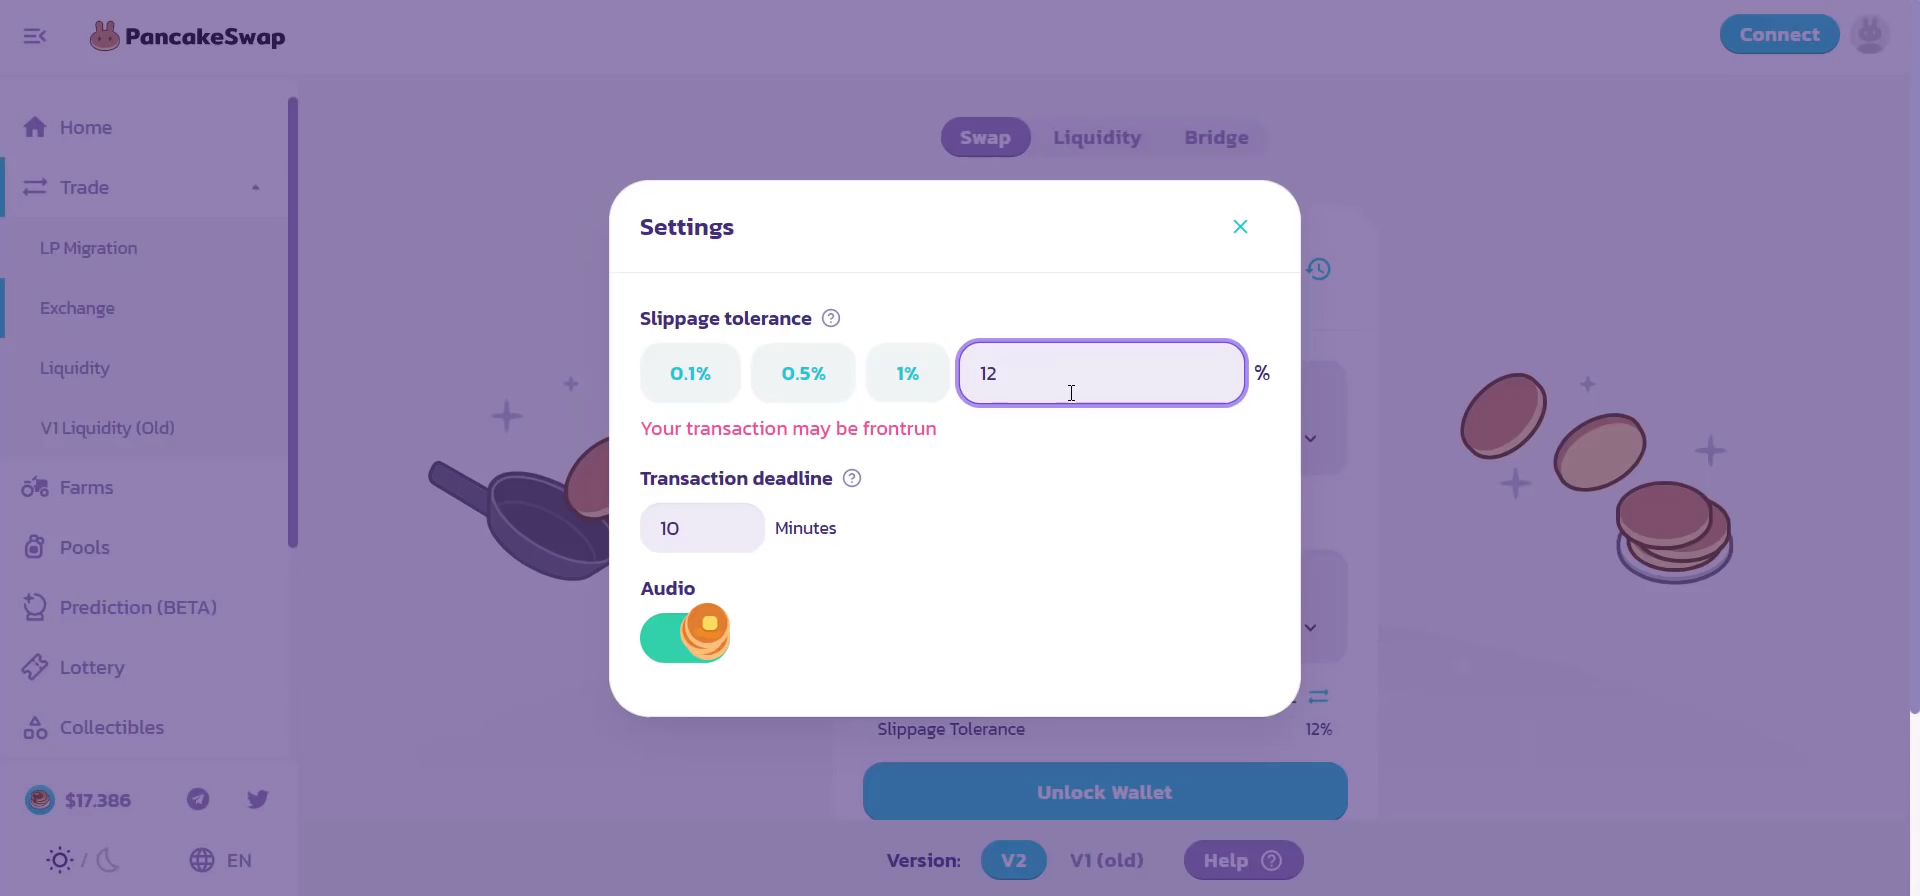 PancakeSwap
Connect
Home
Trade
LP Migration
Exchange
Liquidity
V1 Liquidity (Old)
Farms
Pools
Prediction (BETA)
Lottery
Collectibles
$17.386
/
EN
Swap Liquidity Bridge
Settings
Slippage tolerance ?
0.1% 0.5% 1% 12 %
Your transaction may be frontrun
Transaction deadline ?
10 Minutes
Audio
Slippage Tolerance 12%
Unlock Wallet
Version: V2 V1 (old) Help ?